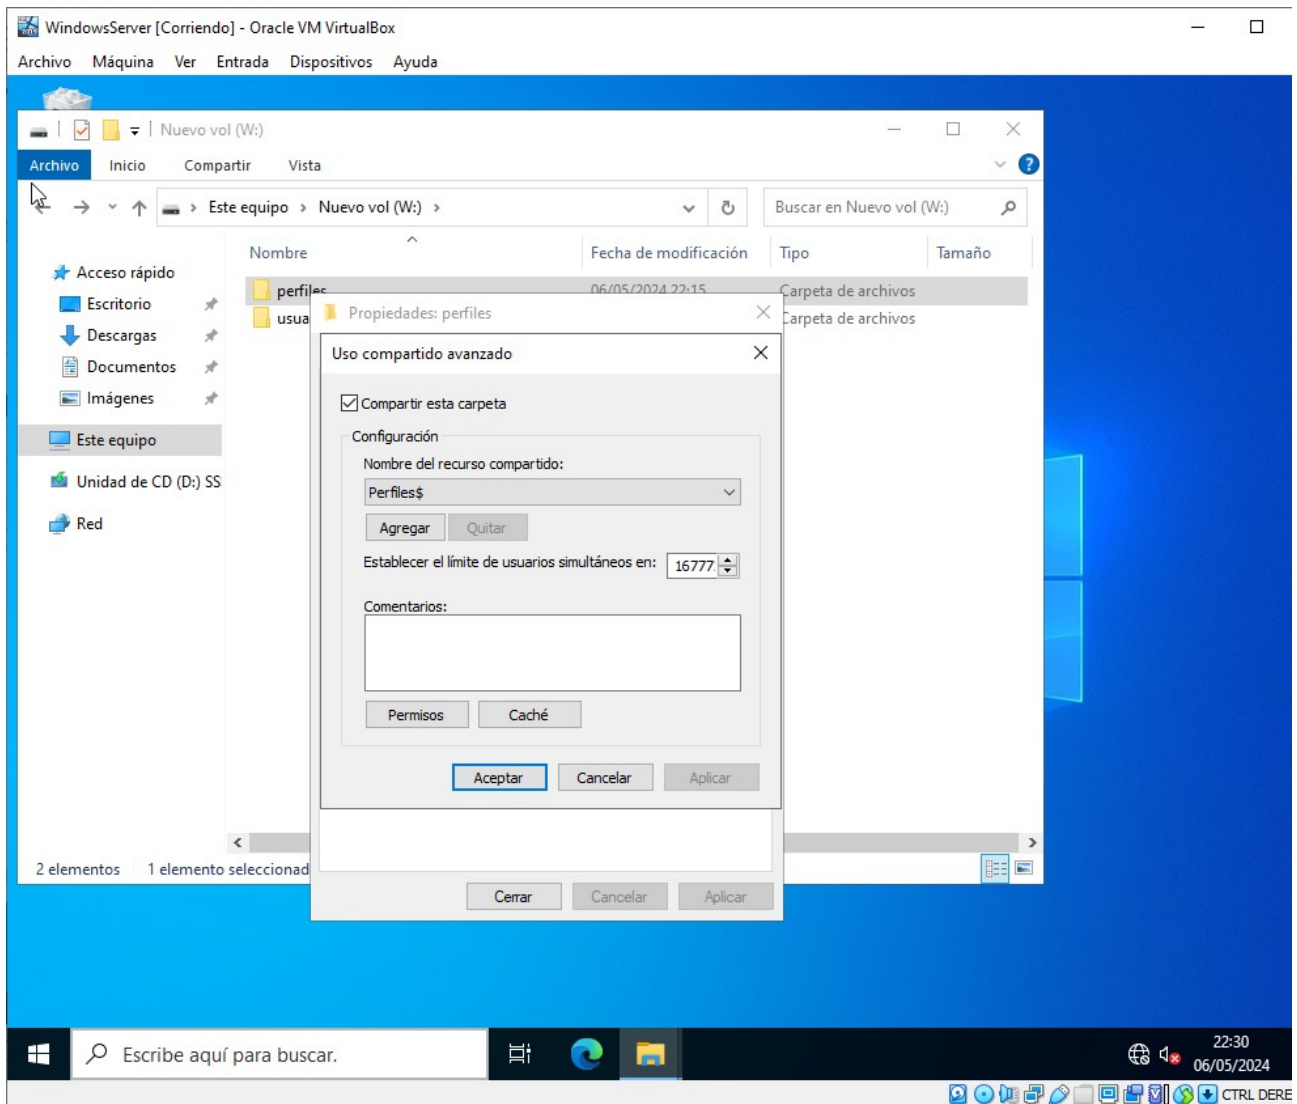 WindowsServer [Corriendo] - Oracle VM VirtualBox
Archivo Máquina Ver Entrada Dispositivos Ayuda
Nuevo vol (W:)
Archivo Inicio Compartir Vista
Este equipo > Nuevo vol (W:) >
Buscar en Nuevo vol (W:)
Nombre Fecha de modificación Tipo Tamaño
Acceso rápido
Escritorio
Descargas
Documentos
Imágenes
Este equipo
Unidad de CD (D:) SS
Red
perfiles 06/05/2024 22:15 Carpeta de archivos
usua Carpeta de archivos
Propiedades: perfiles
Uso compartido avanzado
Compartir esta carpeta
Configuración
Nombre del recurso compartido:
Perfiles$
Agregar Quitar
Establecer el límite de usuarios simultáneos en: 16777
Comentarios:
Permisos Caché
Aceptar Cancelar Aplicar
2 elementos 1 elemento seleccionad
Cerrar Cancelar Aplicar
Escribe aquí para buscar.
22:30
06/05/2024
CTRL DERE